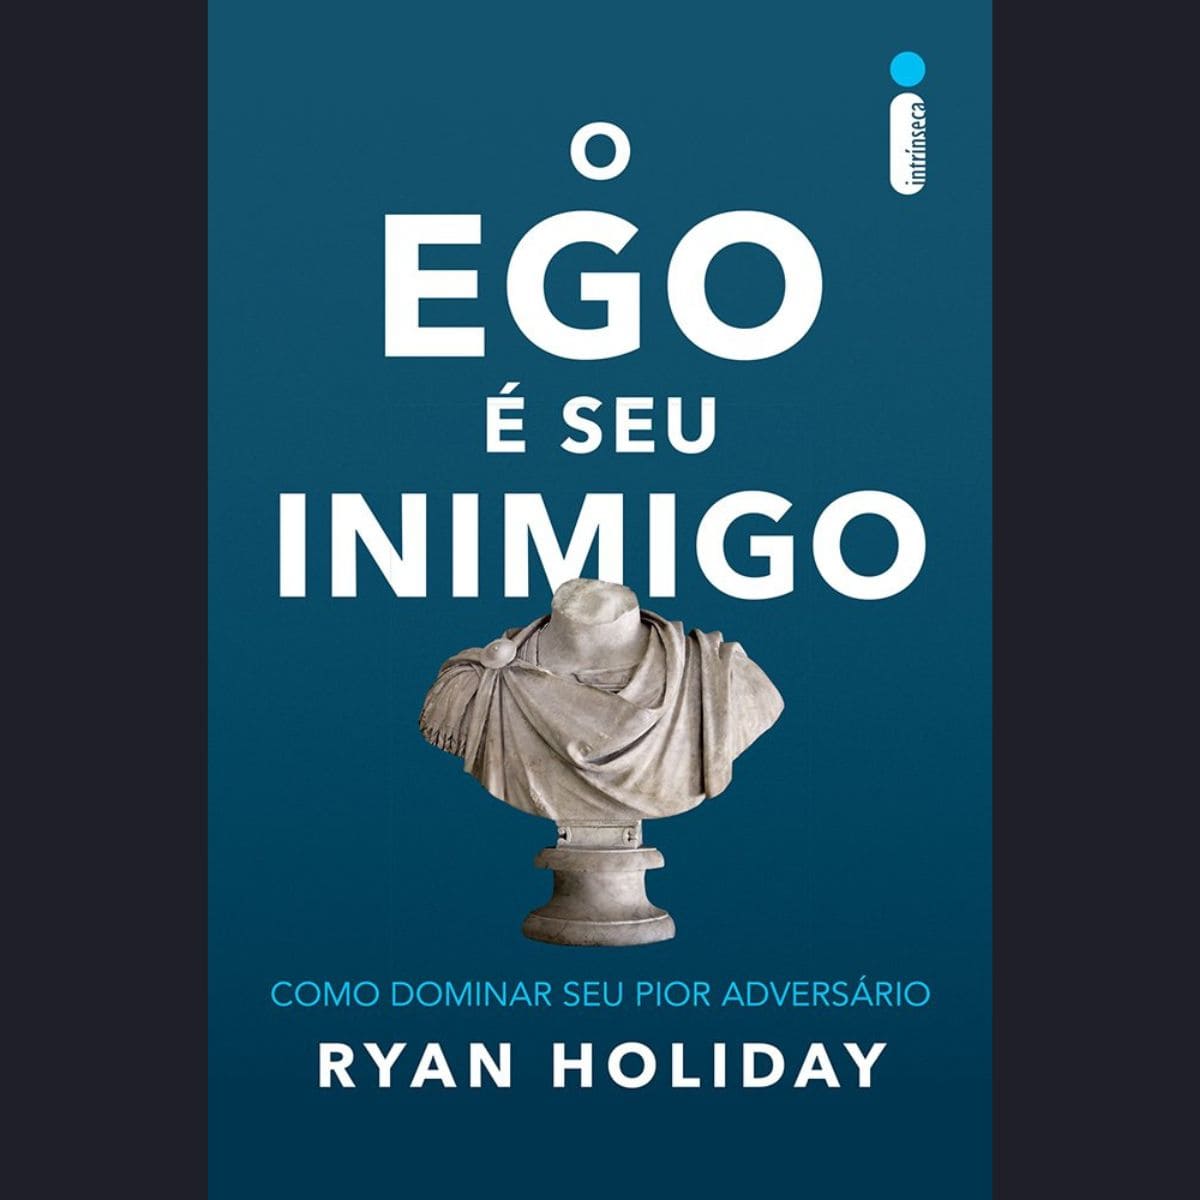 intrínseca
O
EGO
É SEU
INIMIGO
COMO DOMINAR SEU PIOR ADVERSÁRIO
RYAN HOLIDAY